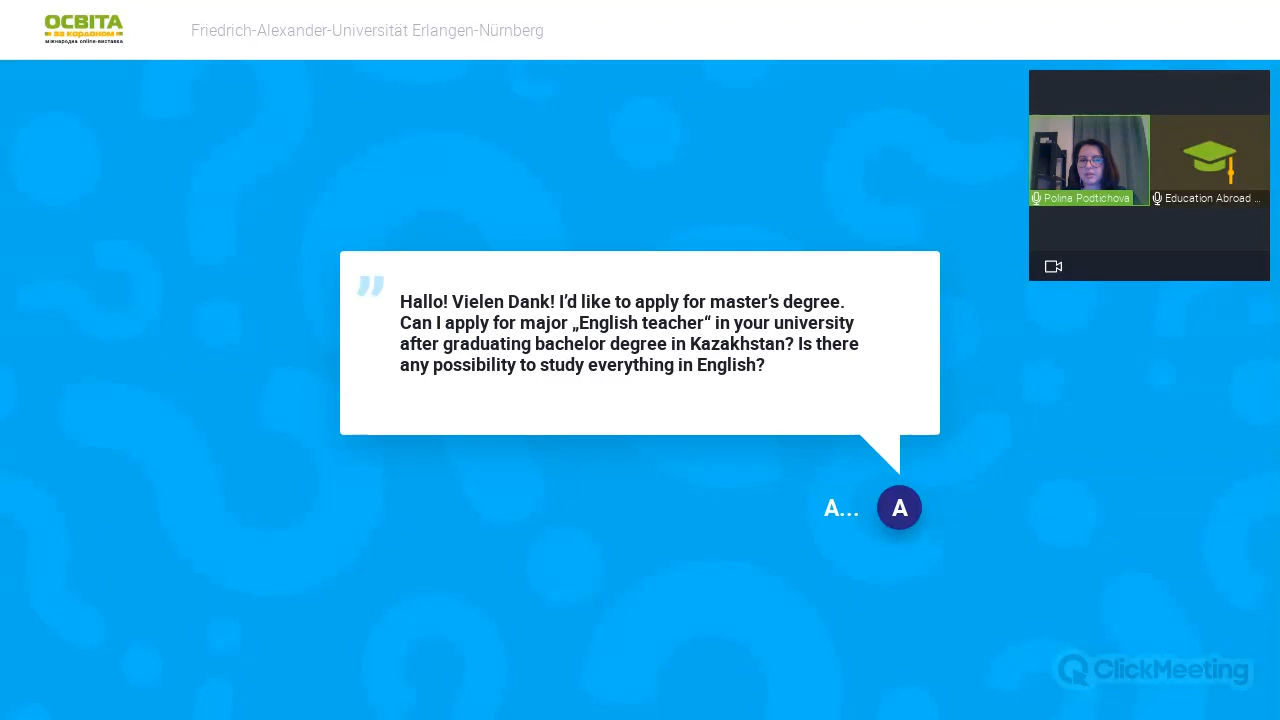 ОСВІТА
за кордоном
міжнародна online-виставка
Friedrich-Alexander-Universität Erlangen-Nürnberg
Polina Podtichova
Education Abroad ...
Hallo! Vielen Dank! I’d like to apply for master’s degree.
Can I apply for major „English teacher“ in your university
after graduating bachelor degree in Kazakhstan? Is there
any possibility to study everything in English?
A...
A
ClickMeeting